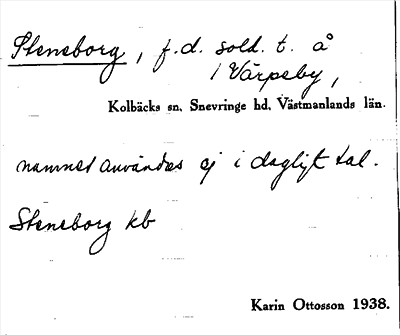 Steneborg, f.d. sold. t. å
/ Värpeby,
Kolbäcks sn, Snevringe hd, Västmanlands län.
namnet användes ej i dagligt tal.
Steneborg kb
Karin Ottosson 1938.